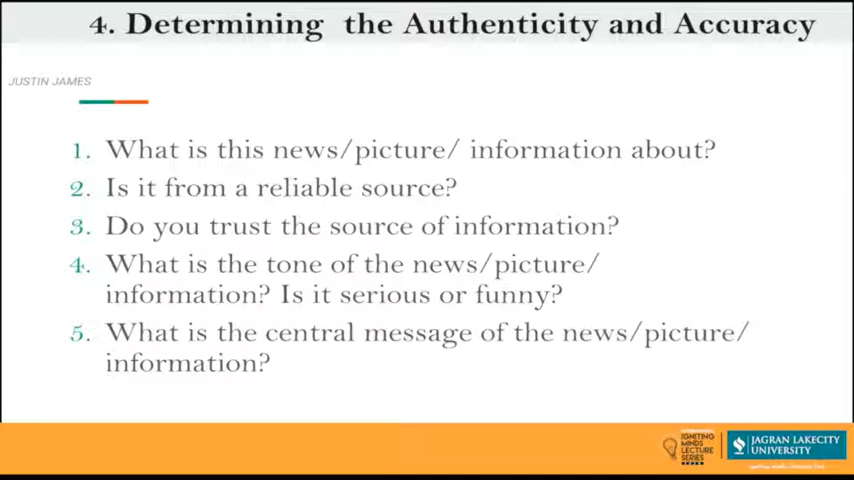 4. Determining the Authenticity and Accuracy
JUSTIN JAMES
1. What is this news/picture/ information about?
2. Is it from a reliable source?
3. Do you trust the source of information?
4. What is the tone of the news/picture/
information? Is it serious or funny?
5. What is the central message of the news/picture/
information?
IGNITING
MINDS
LECTURE
SERIES
JAGRAN LAKECITY
UNIVERSITY